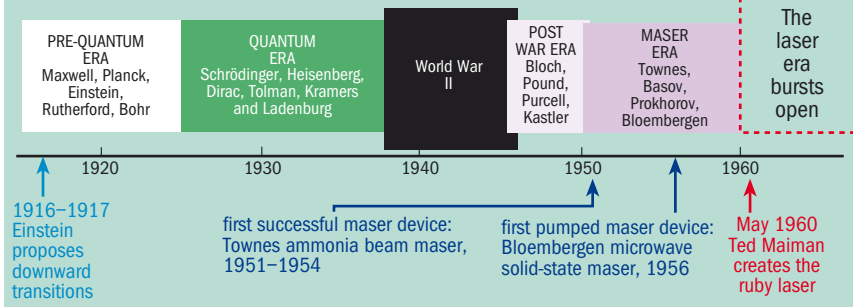 PRE-QUANTUM
ERA
Maxwell, Planck,
Einstein,
Rutherford, Bohr
QUANTUM
ERA
Schrödinger, Heisenberg,
Dirac, Tolman, Kramers
and Ladenburg
World War
II
POST
WAR ERA
Bloch,
Pound,
Purcell,
Kastler
MASER
ERA
Townes,
Basov,
Prokhorov,
Bloembergen
The
laser
era
bursts
open
1920
1930
1940
1950
1960
1916–1917
Einstein
proposes
downward
transitions
first successful maser device:
Townes ammonia beam maser,
1951–1954
first pumped maser device:
Bloembergen microwave
solid-state maser, 1956
May 1960
Ted Maiman
creates the
ruby laser